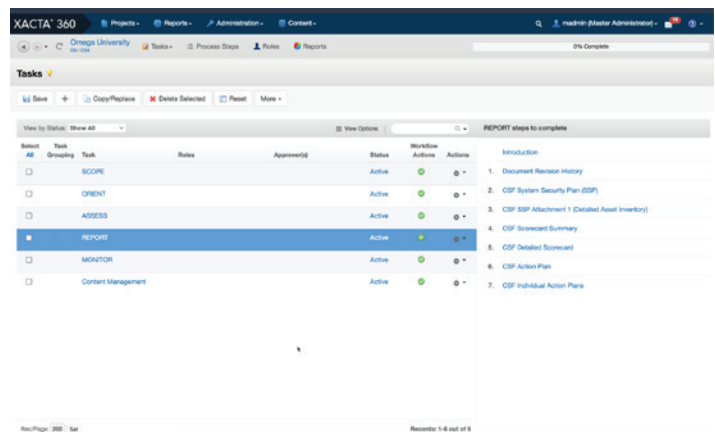 XACTA® 360 Projects Reports Administration Content madmin (Master Administrator)
Omega University Tasks Process Steps Roles Reports 0% Complete
Tasks
Save Copy/Replace Delete Selected Reset More
View by Status: Show All View Options REPORT steps to complete
Select All Task Grouping Task Roles Approver(s) Status Workflow Actions Actions
Introduction
SCOPE Active
1. Document Revision History
ORIENT Active
2. CSF System Security Plan (SSP)
3. CSF SSP Attachment 1 (Detailed Asset Inventory)
ASSESS Active
4. CSF Scorecard Summary
REPORT Active
5. CSF Detailed Scorecard
MONITOR Active
6. CSF Action Plan
Content Management Active
7. CSF Individual Action Plans
Rec/Page: 200 Set Records: 1-6 out of 6